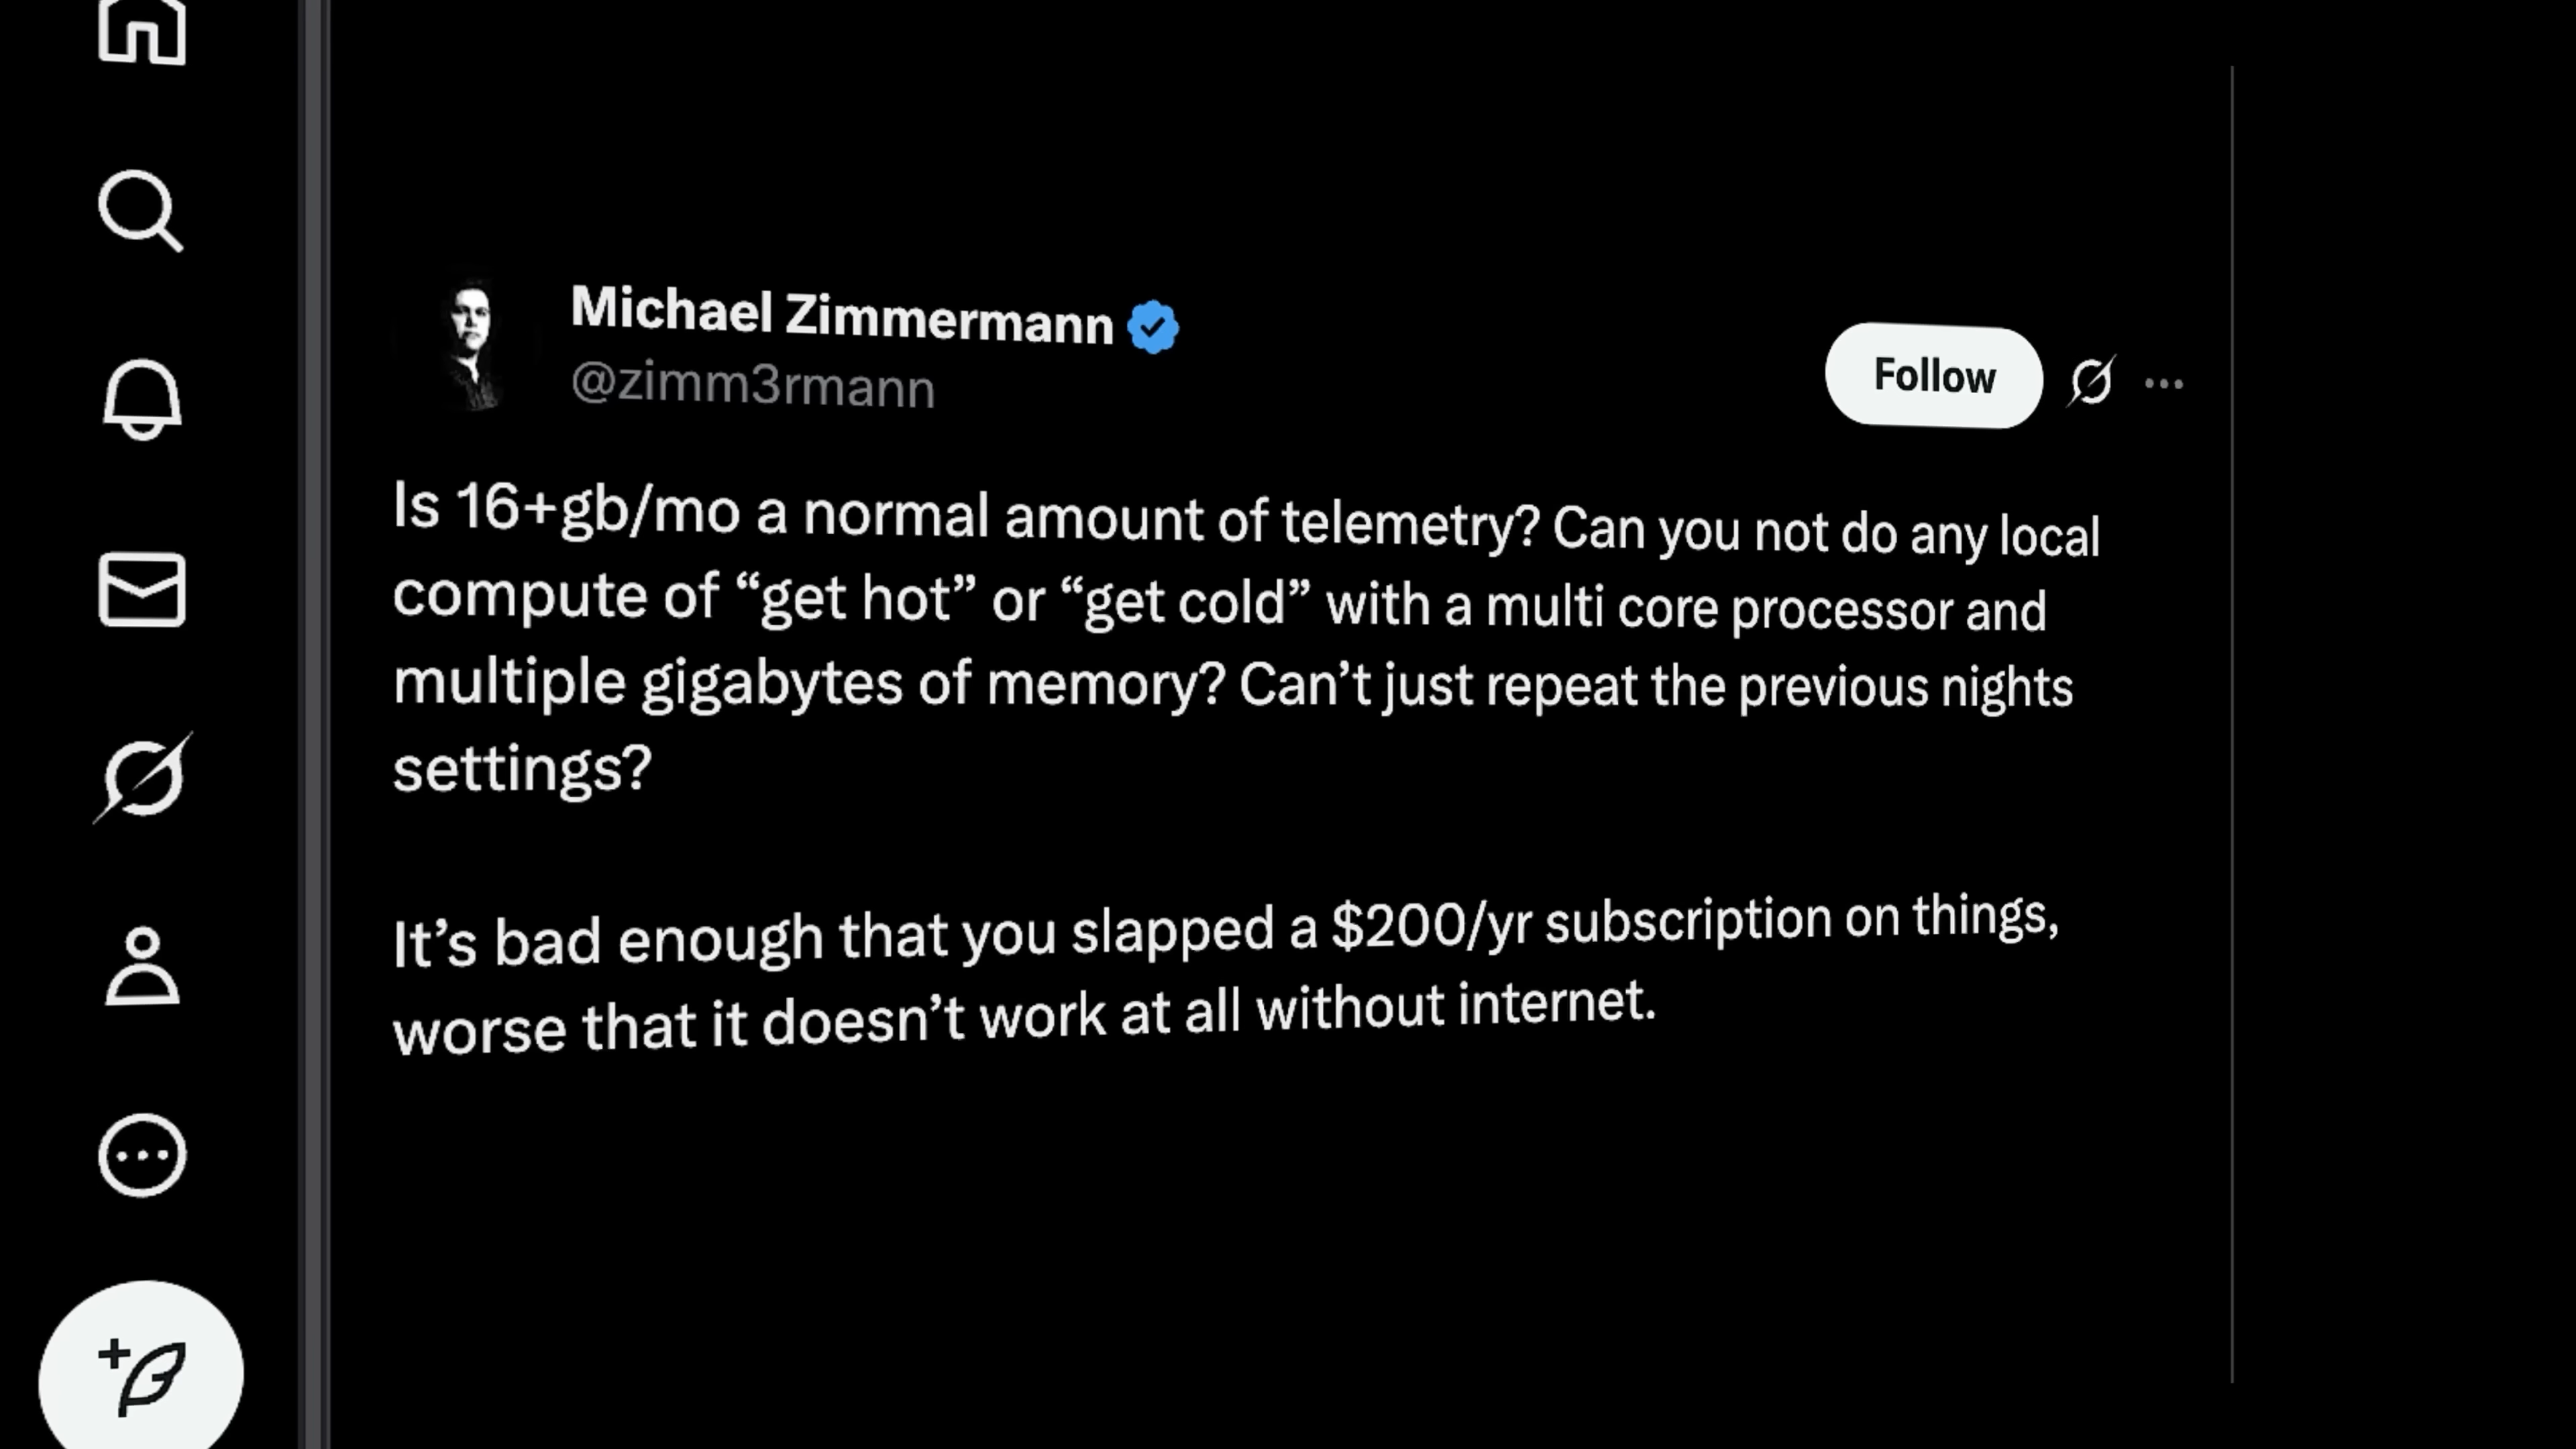 Michael Zimmermann
@zimm3rmann
Follow
Is 16+gb/mo a normal amount of telemetry? Can you not do any local
compute of “get hot” or “get cold” with a multi core processor and
multiple gigabytes of memory? Can’t just repeat the previous nights
settings?
It’s bad enough that you slapped a $200/yr subscription on things,
worse that it doesn’t work at all without internet.